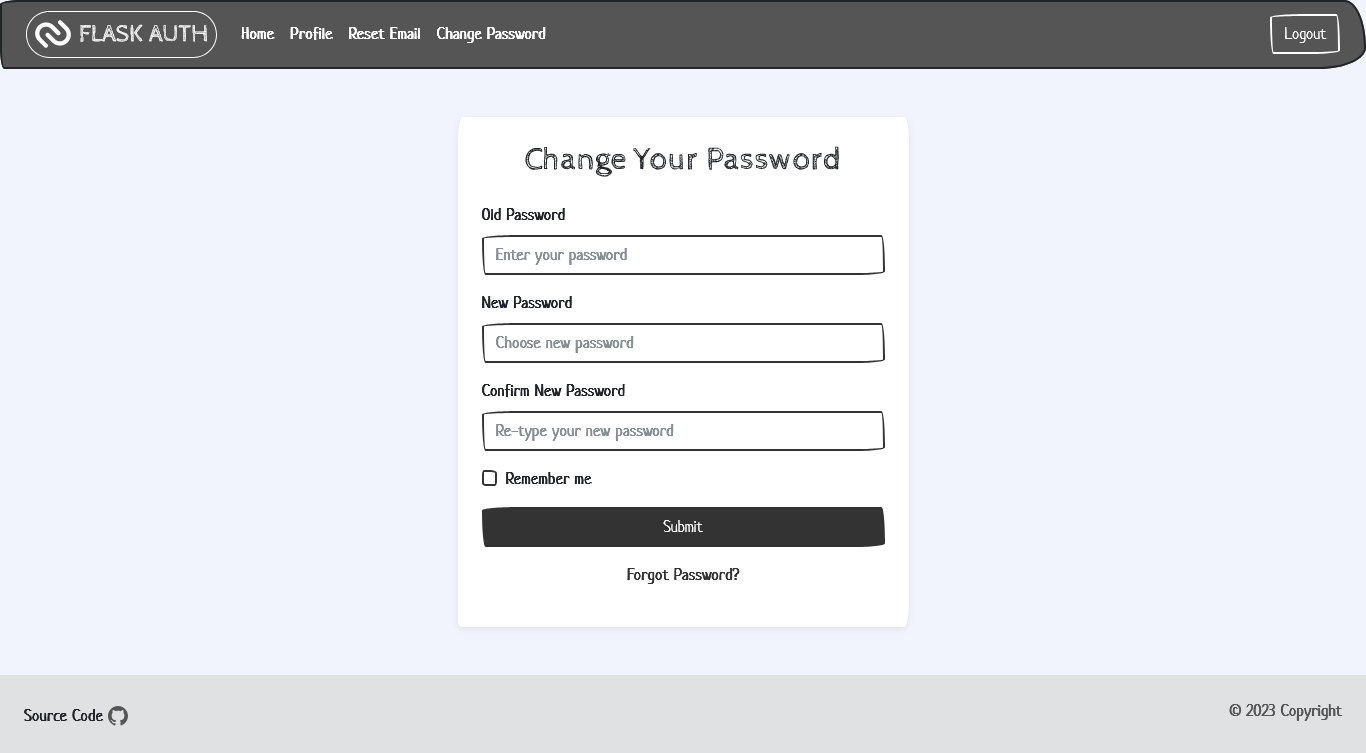 FLASK AUTH Home Profile Reset Email Change Password Logout
Change Your Password
Old Password
Enter your password
New Password
Choose new password
Confirm New Password
Re-type your new password
Remember me
Submit
Forgot Password?
Source Code © 2023 Copyright